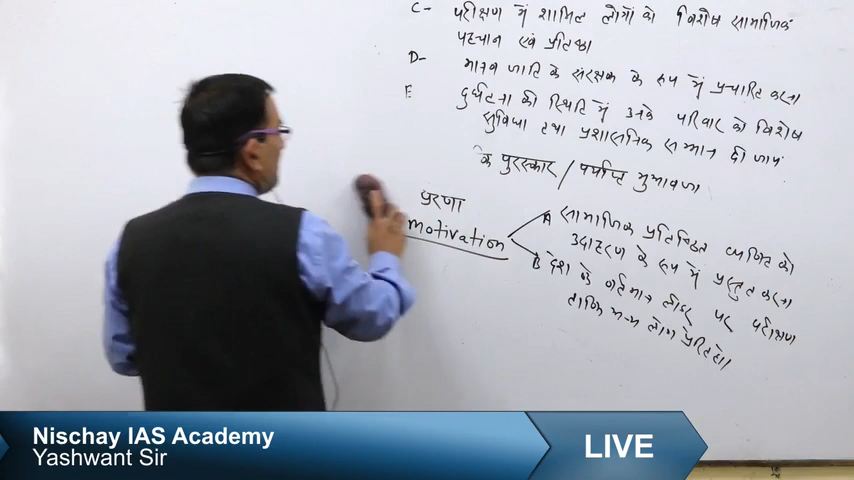 C- परीक्षण में शामिल लोगों को विशेष सामाजिक
पहचान एवं प्रतिष्ठा
D- मानव जाति के संरक्षक के रूप में प्रचारित करना
E दुर्घटना की स्थिति में उनके परिवार को विशेष
सुविधा तथा प्रशासनिक सम्मान दी जाय
के पुरस्कार / पर्याप्त मुआवजा
प्ररणा
motivation
A सामाजिक प्रतिष्ठित व्यक्ति को
उदाहरण के रूप में प्रस्तुत करना
B देश के वर्तमान लीडर पर परीक्षण
ताकि लोग प्रेरित हो।
Nischay IAS Academy
Yashwant Sir
LIVE